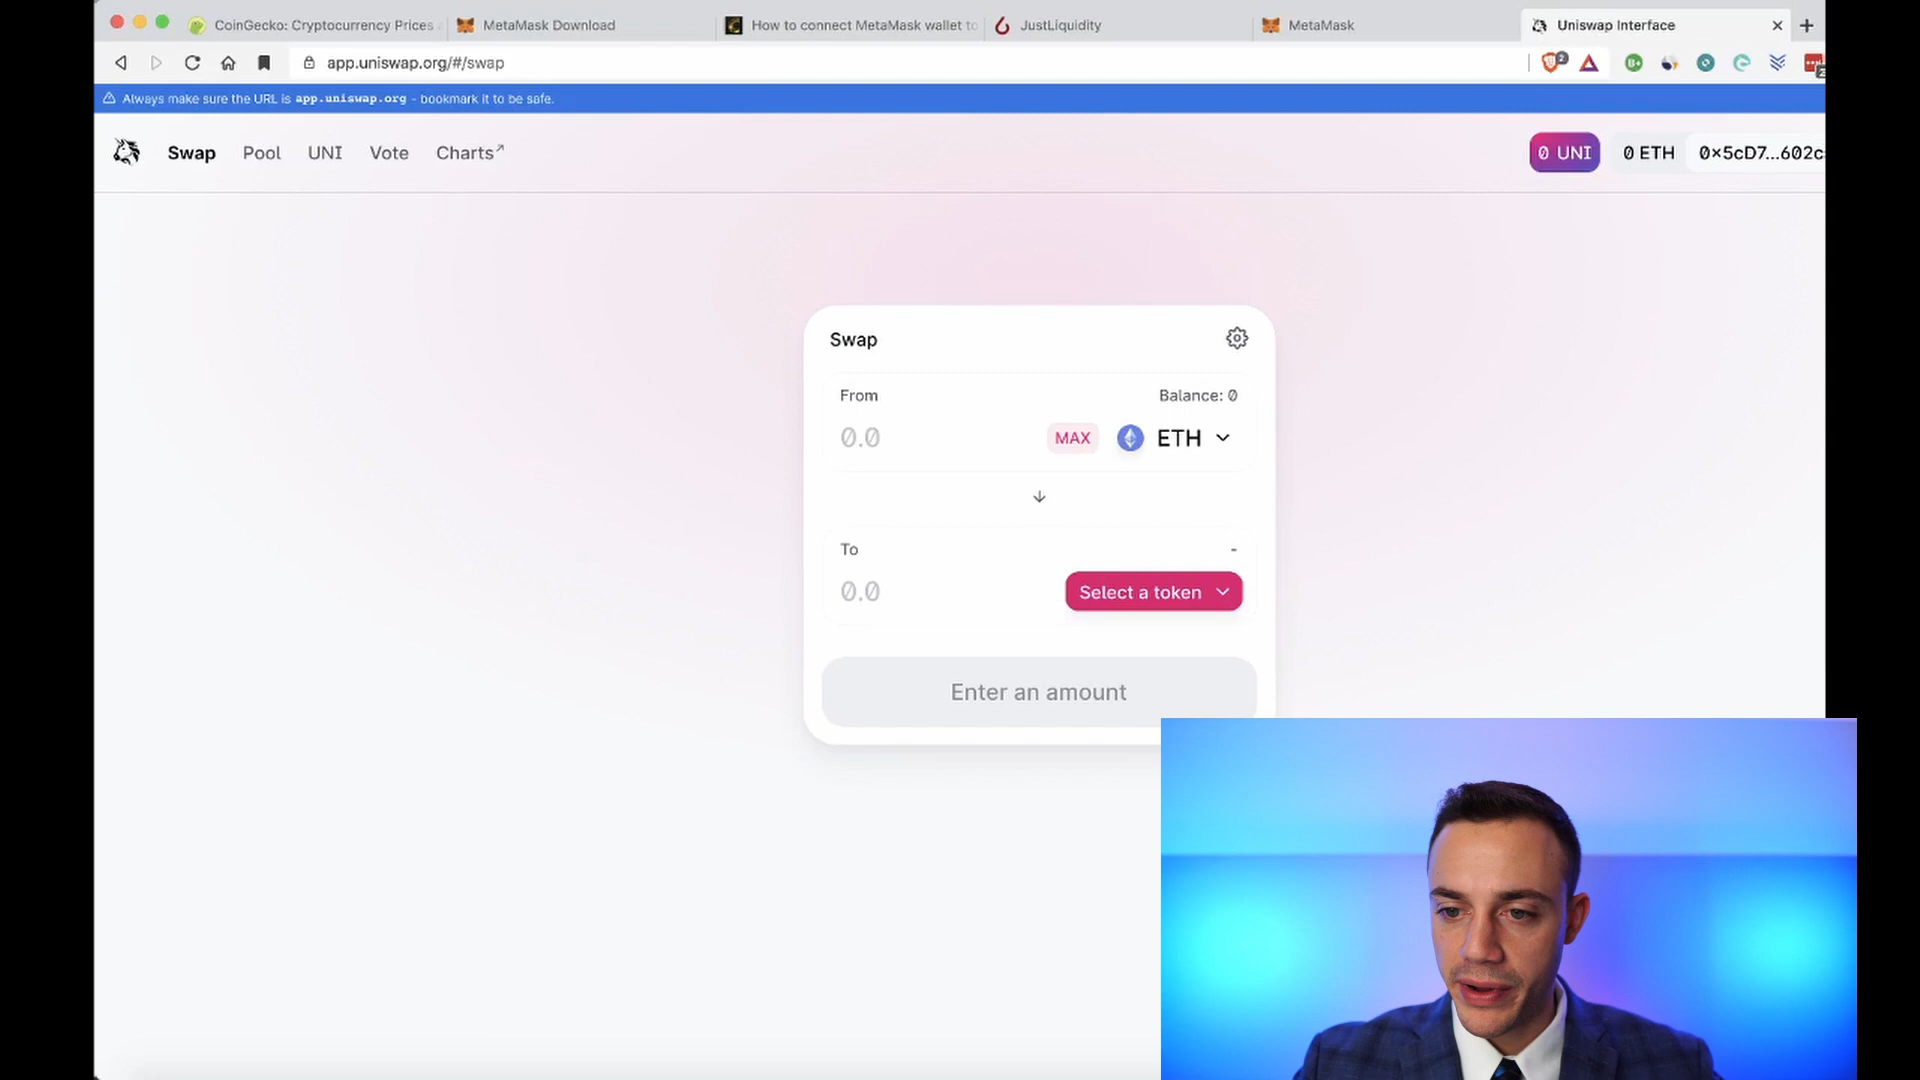 CoinGecko: Cryptocurrency Prices
MetaMask Download
How to connect MetaMask wallet to
JustLiquidity
MetaMask
Uniswap Interface
app.uniswap.org/#/swap
Always make sure the URL is app.uniswap.org - bookmark it to be safe.
Swap
Pool
UNI
Vote
Charts↗
0 UNI
0 ETH
0x5cD7...602c
Swap
From
Balance: 0
0.0
MAX
ETH
To
-
0.0
Select a token
Enter an amount